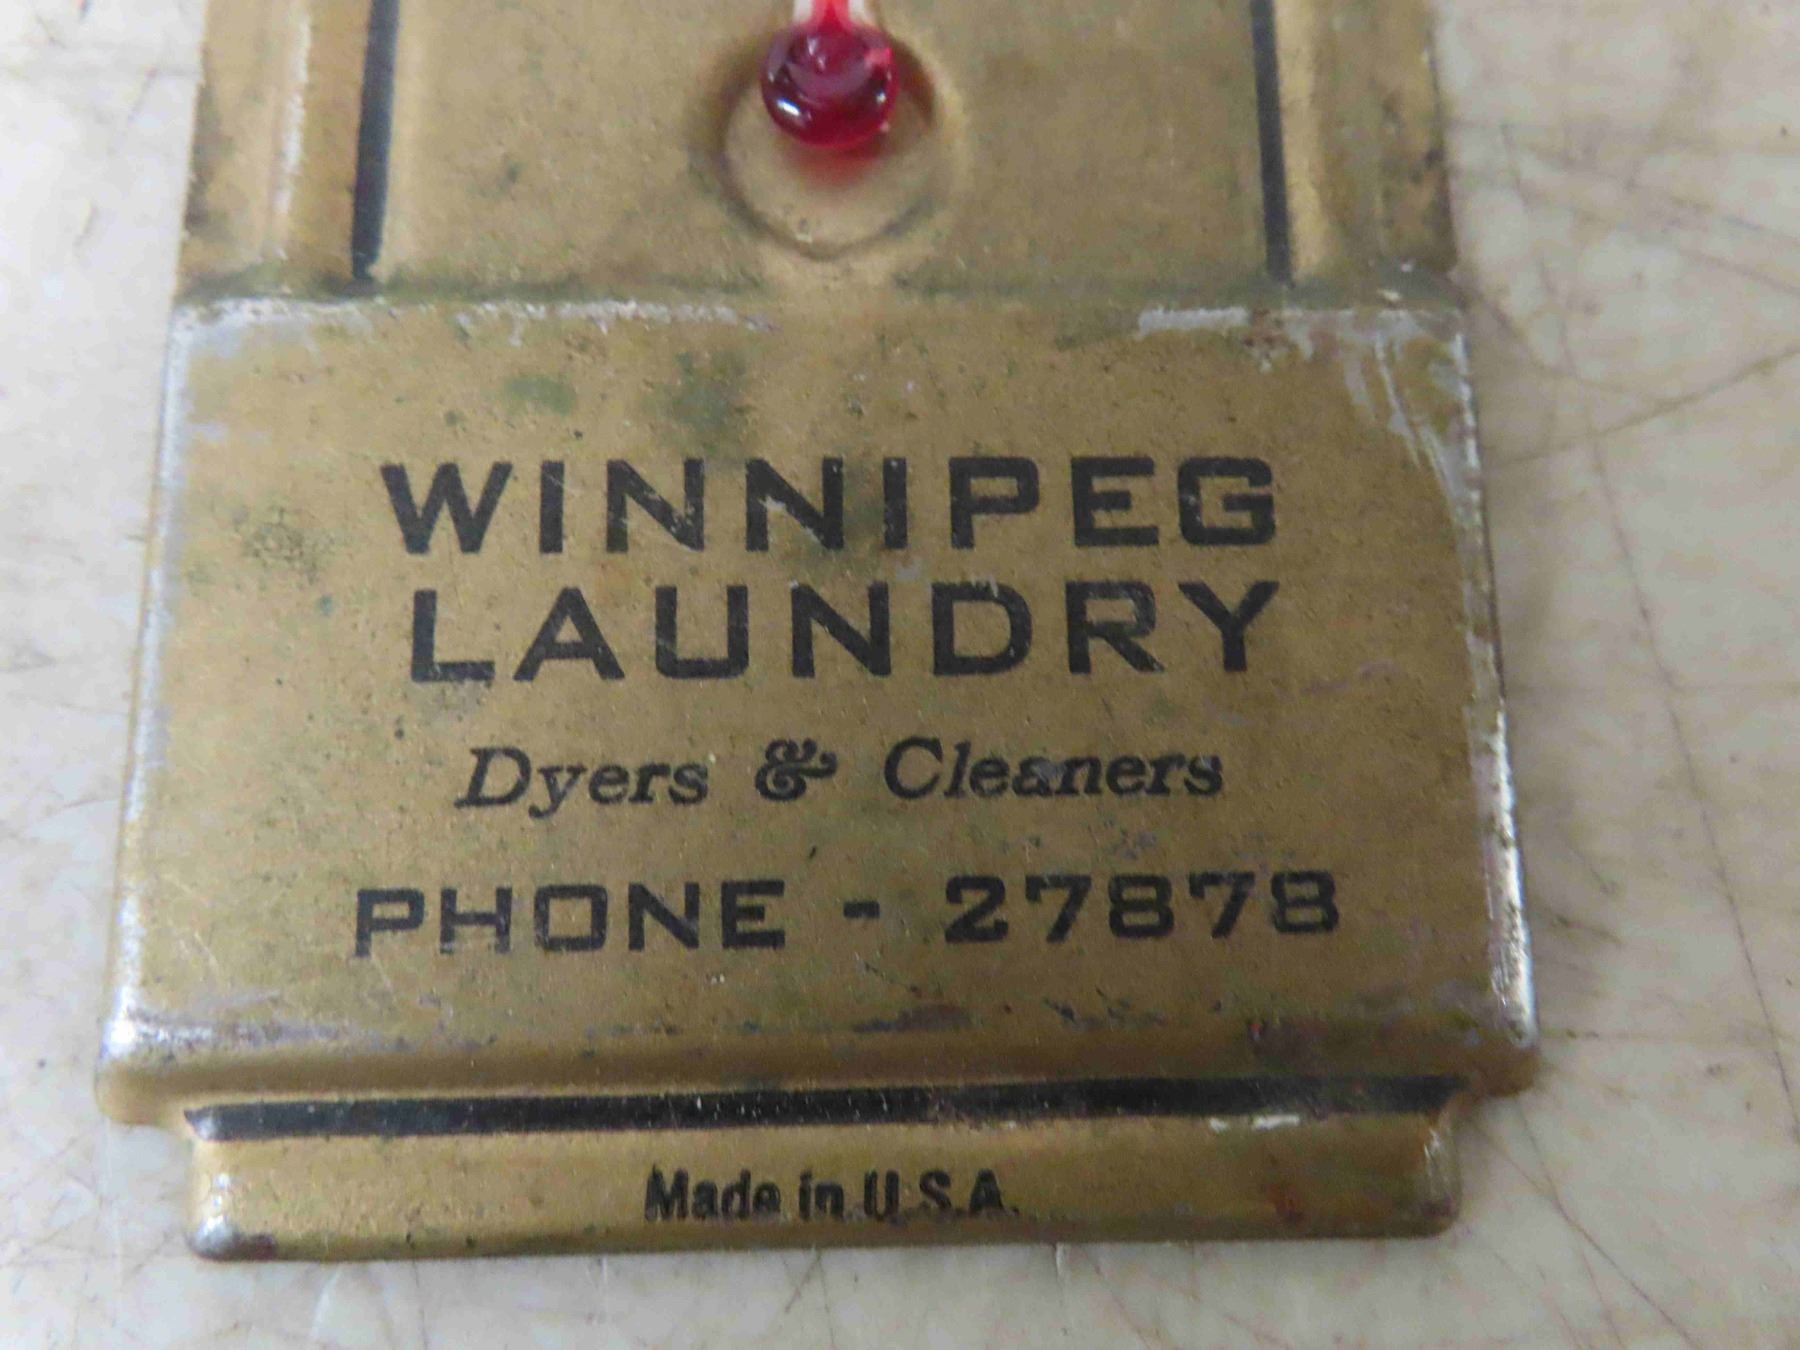 WINNIPEG
LAUNDRY
Dyers & Cleaners
PHONE - 27878
Made in U.S.A.